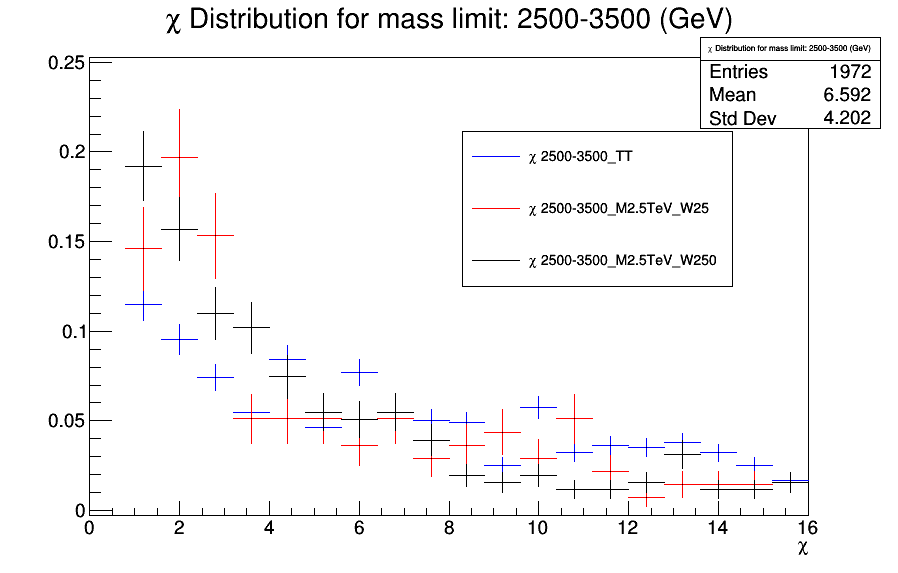 χ Distribution for mass limit: 2500-3500 (GeV)
χ Distribution for mass limit: 2500-3500 (GeV)
Entries 1972
Mean 6.592
Std Dev 4.202
χ 2500-3500_TT
χ 2500-3500_M2.5TeV_W25
χ 2500-3500_M2.5TeV_W250
0.25
0.2
0.15
0.1
0.05
0
0 2 4 6 8 10 12 14 16
χ